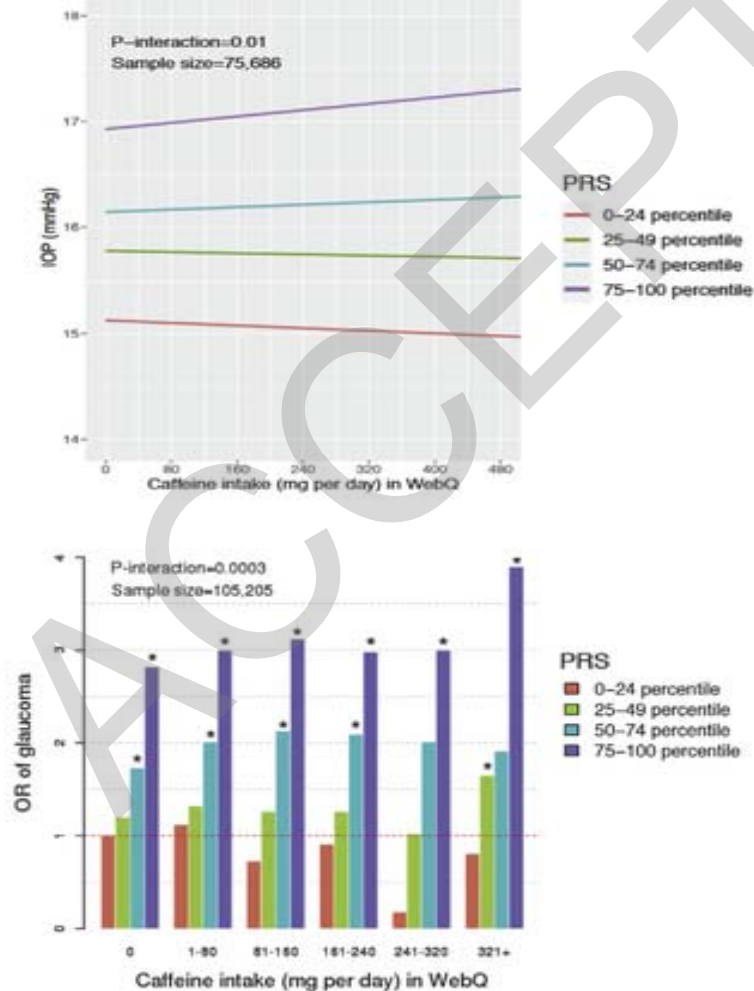 18
P-interaction=0.01
Sample size=75,686
17
16
15
14
IOP (mmHg)
0 80 160 240 320 400 480
Caffeine intake (mg per day) in WebQ
PRS
0-24 percentile
25-49 percentile
50-74 percentile
75-100 percentile
ACCEPT
4
3
2
1
0
P-interaction=0.0003
Sample size=105,205
OR of glaucoma
* * * * * * * * * * *
0 1-80 81-160 161-240 241-320 321+
Caffeine intake (mg per day) in WebQ
PRS
0-24 percentile
25-49 percentile
50-74 percentile
75-100 percentile